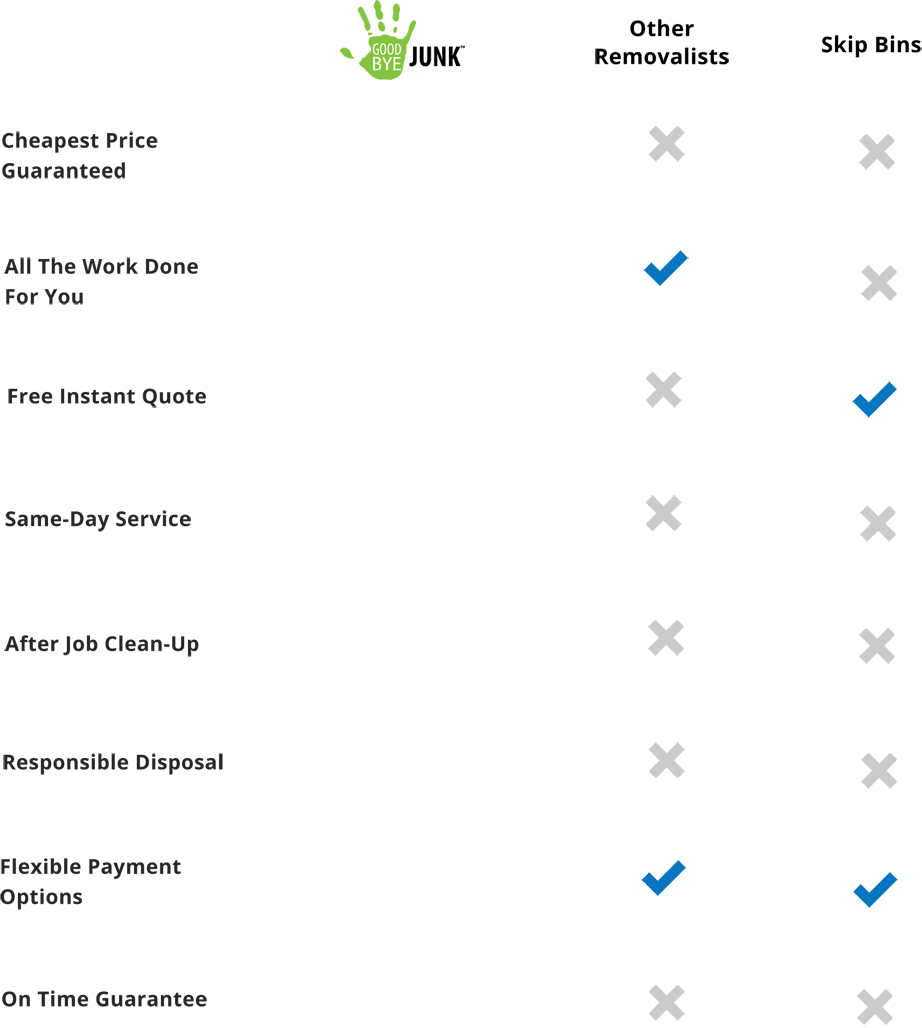 GOOD
BYE JUNK™
Other
Removalists
Skip Bins
Cheapest Price
Guaranteed
All The Work Done
For You
Free Instant Quote
Same-Day Service
After Job Clean-Up
Responsible Disposal
Flexible Payment
Options
On Time Guarantee